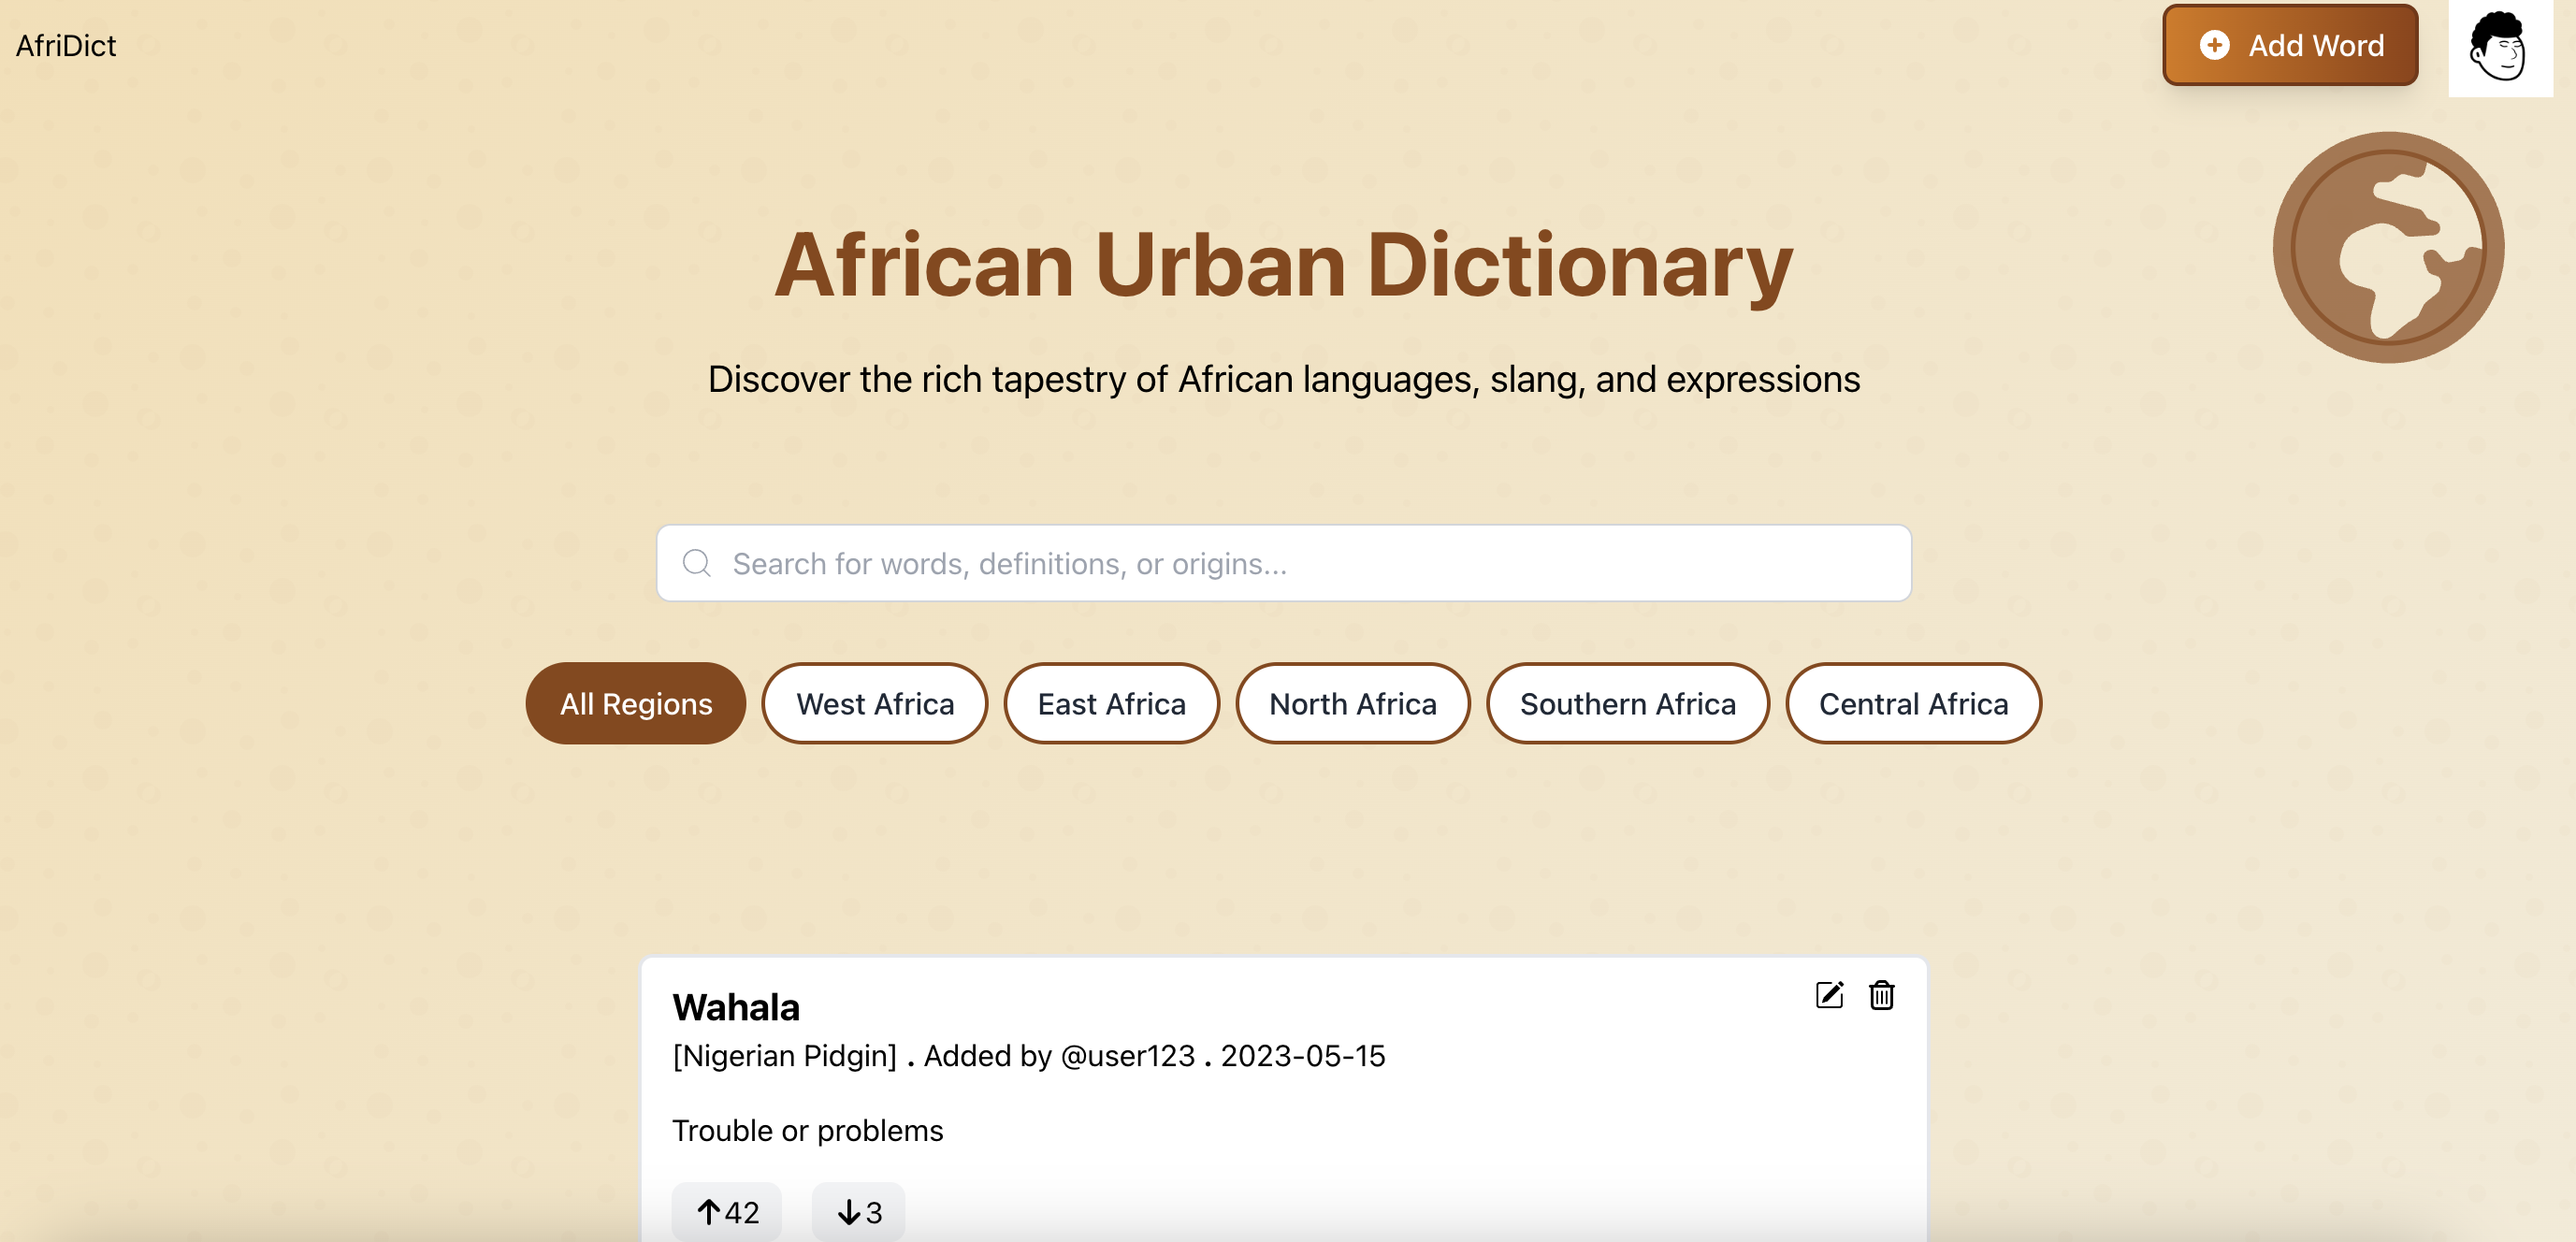 AfriDict
Add Word
African Urban Dictionary
Discover the rich tapestry of African languages, slang, and expressions
Search for words, definitions, or origins...
All Regions
West Africa
East Africa
North Africa
Southern Africa
Central Africa
Wahala
[Nigerian Pidgin] . Added by @user123 . 2023-05-15
Trouble or problems
42
3